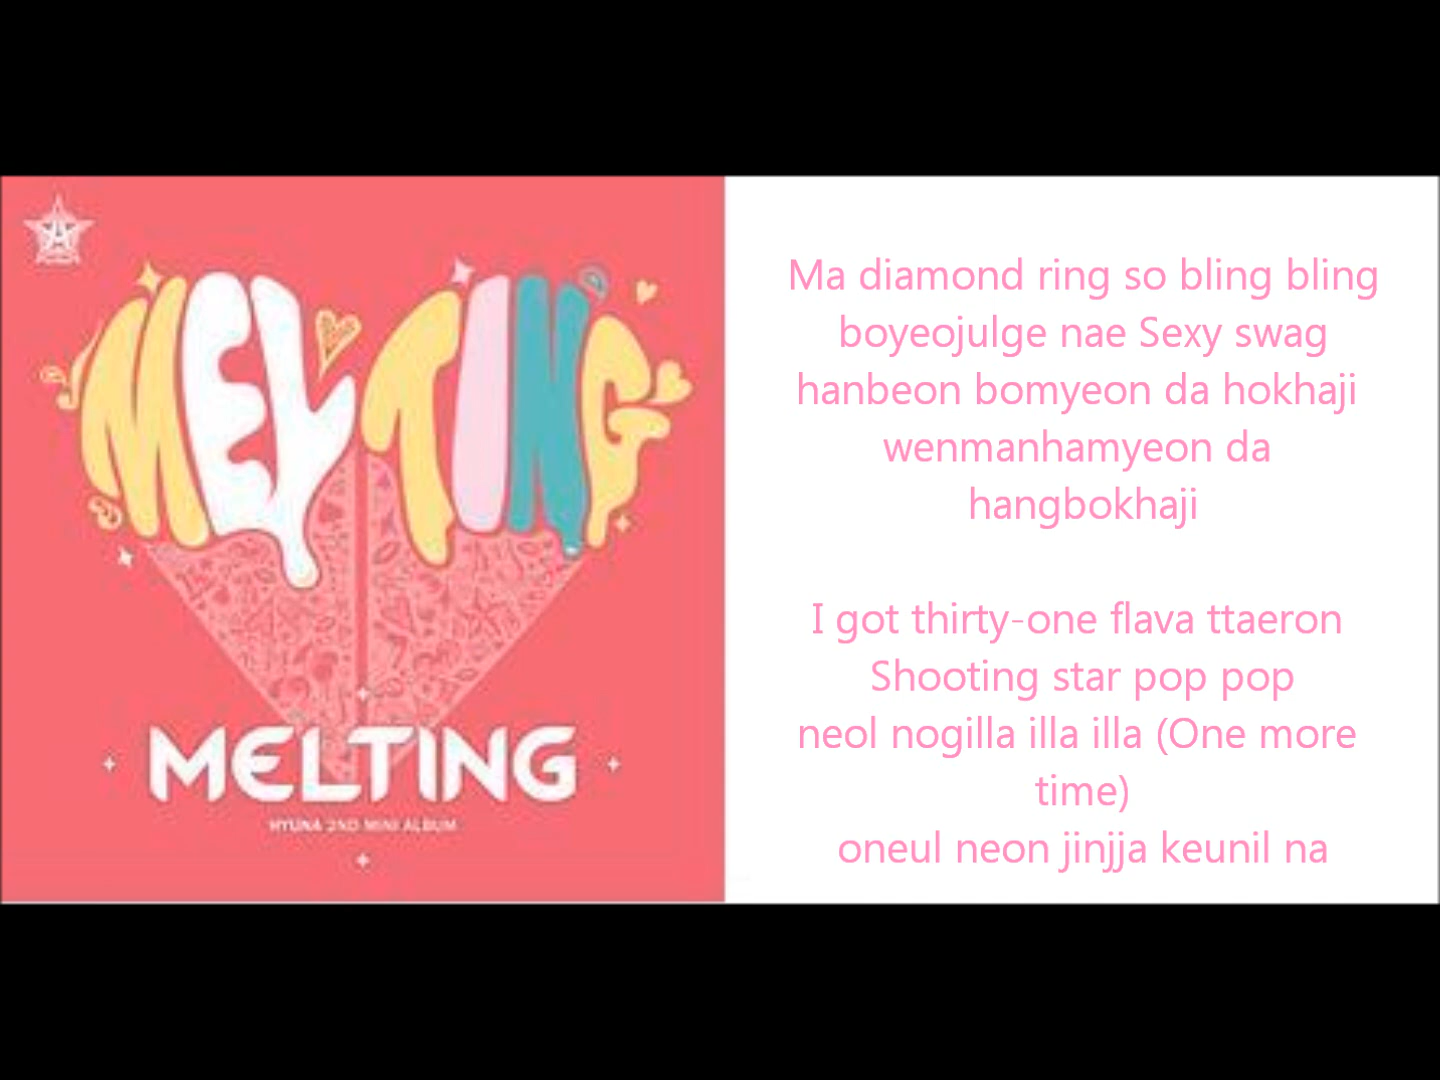 MELTING
MELTING
HYUNA 2ND MINI ALBUM
Ma diamond ring so bling bling
boyeojulge nae Sexy swag
hanbeon bomyeon da hokhaji
wenmanhamyeon da
hangbokhaji
I got thirty-one flava ttaeron
Shooting star pop pop
neol nogilla illa illa (One more
time)
oneul neon jinjja keunil na